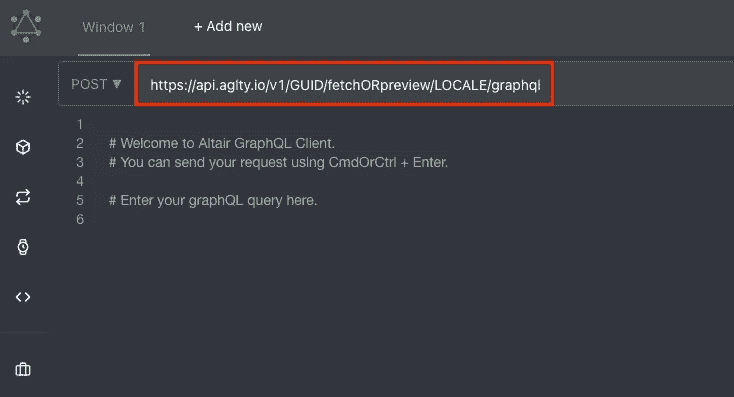 Window 1
+ Add new
POST ▼
https://api.aglty.io/v1/GUID/fetchORpreview/LOCALE/graphql
1
2 # Welcome to Altair GraphQL Client.
3 # You can send your request using CmdOrCtrl + Enter.
4
5 # Enter your graphQL query here.
6